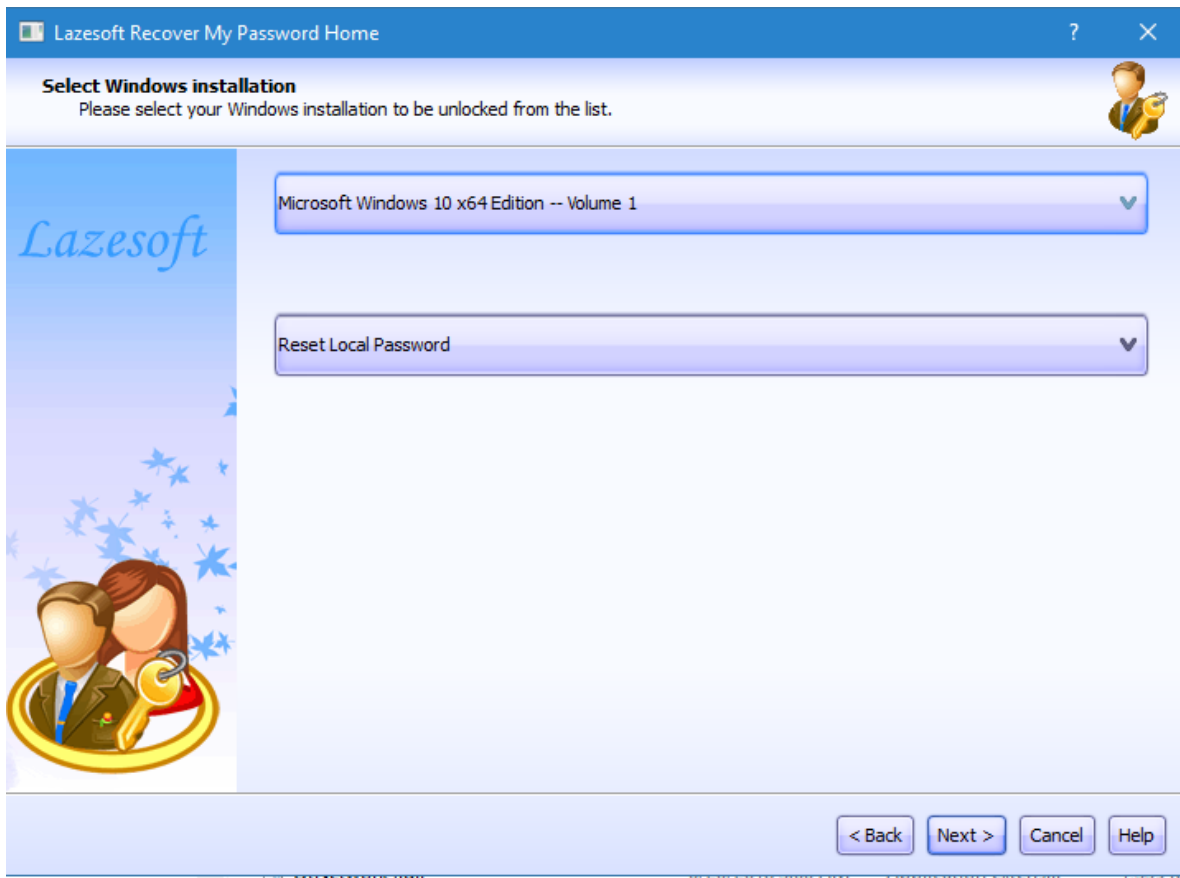 Lazesoft Recover My Password Home
?
Select Windows installation
Please select your Windows installation to be unlocked from the list.
Lazesoft
Microsoft Windows 10 x64 Edition -- Volume 1
Reset Local Password
< Back
Next >
Cancel
Help